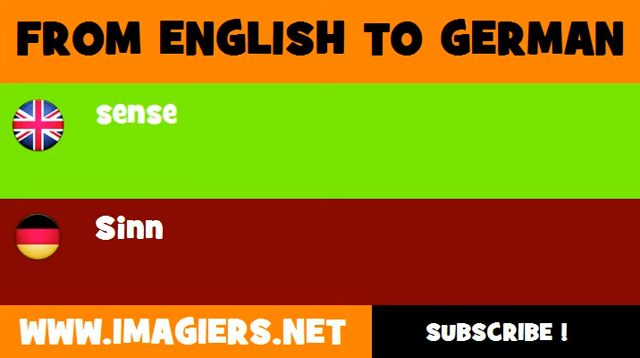 FROM ENGLISH TO GERMAN
sense
Sinn
WWW.IMAGIERS.NET
SUBSCRIBE !